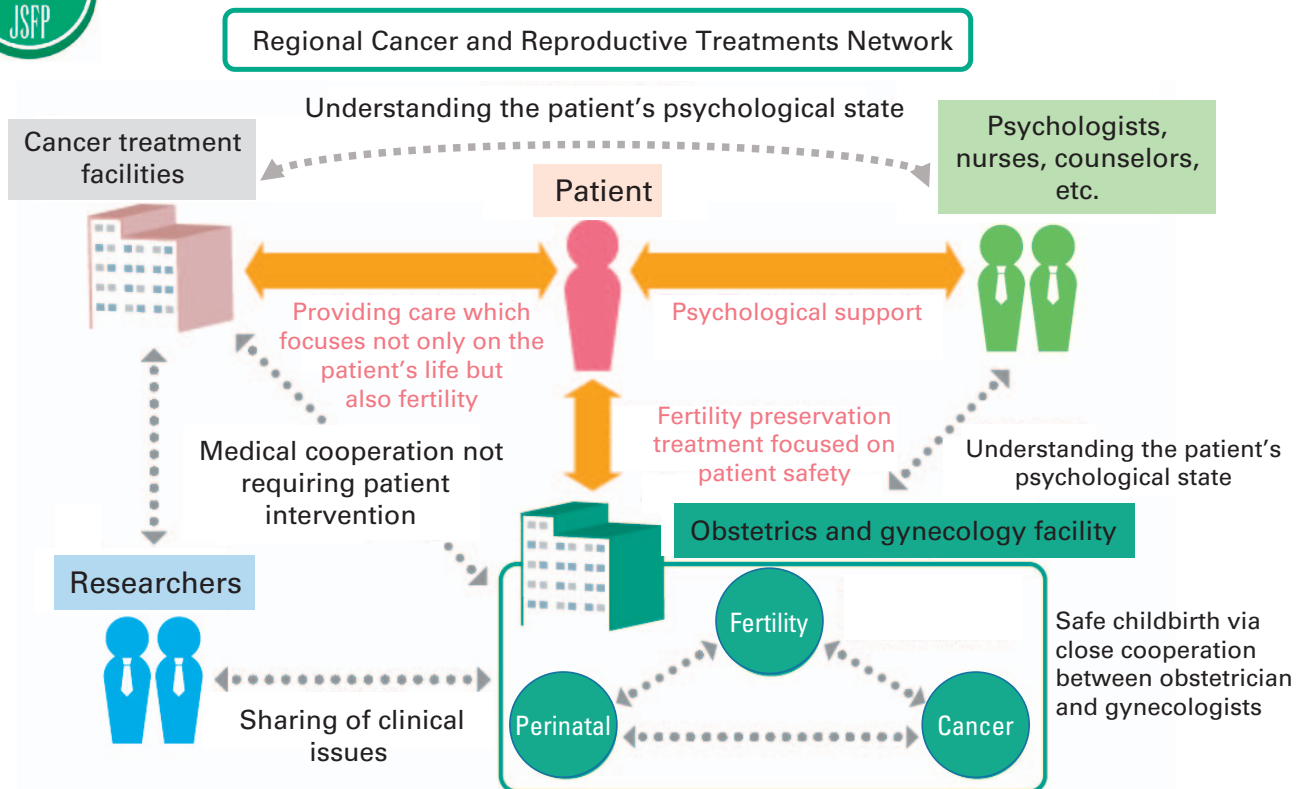 JSFP
Regional Cancer and Reproductive Treatments Network
Understanding the patient's psychological state
Cancer treatment
facilities
Psychologists,
nurses, counselors,
etc.
Patient
Providing care which
focuses not only on the
patient's life but
also fertility
Psychological support
Fertility preservation
treatment focused on
patient safety
Medical cooperation not
requiring patient
intervention
Understanding the patient's
psychological state
Obstetrics and gynecology facility
Researchers
Fertility
Safe childbirth via
close cooperation
between obstetrician
and gynecologists
Perinatal
Cancer
Sharing of clinical
issues